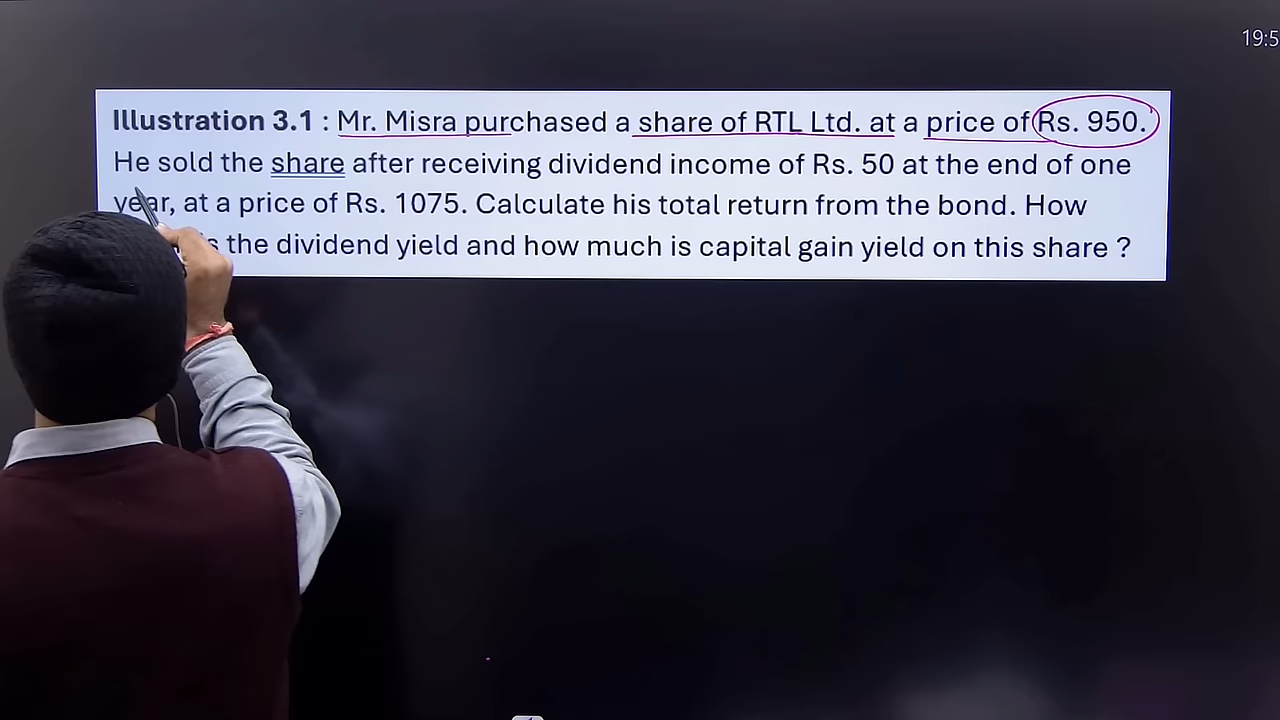 19:5
Illustration 3.1 : Mr. Misra purchased a share of RTL Ltd. at a price of Rs. 950.
He sold the share after receiving dividend income of Rs. 50 at the end of one
year, at a price of Rs. 1075. Calculate his total return from the bond. How
the dividend yield and how much is capital gain yield on this share ?